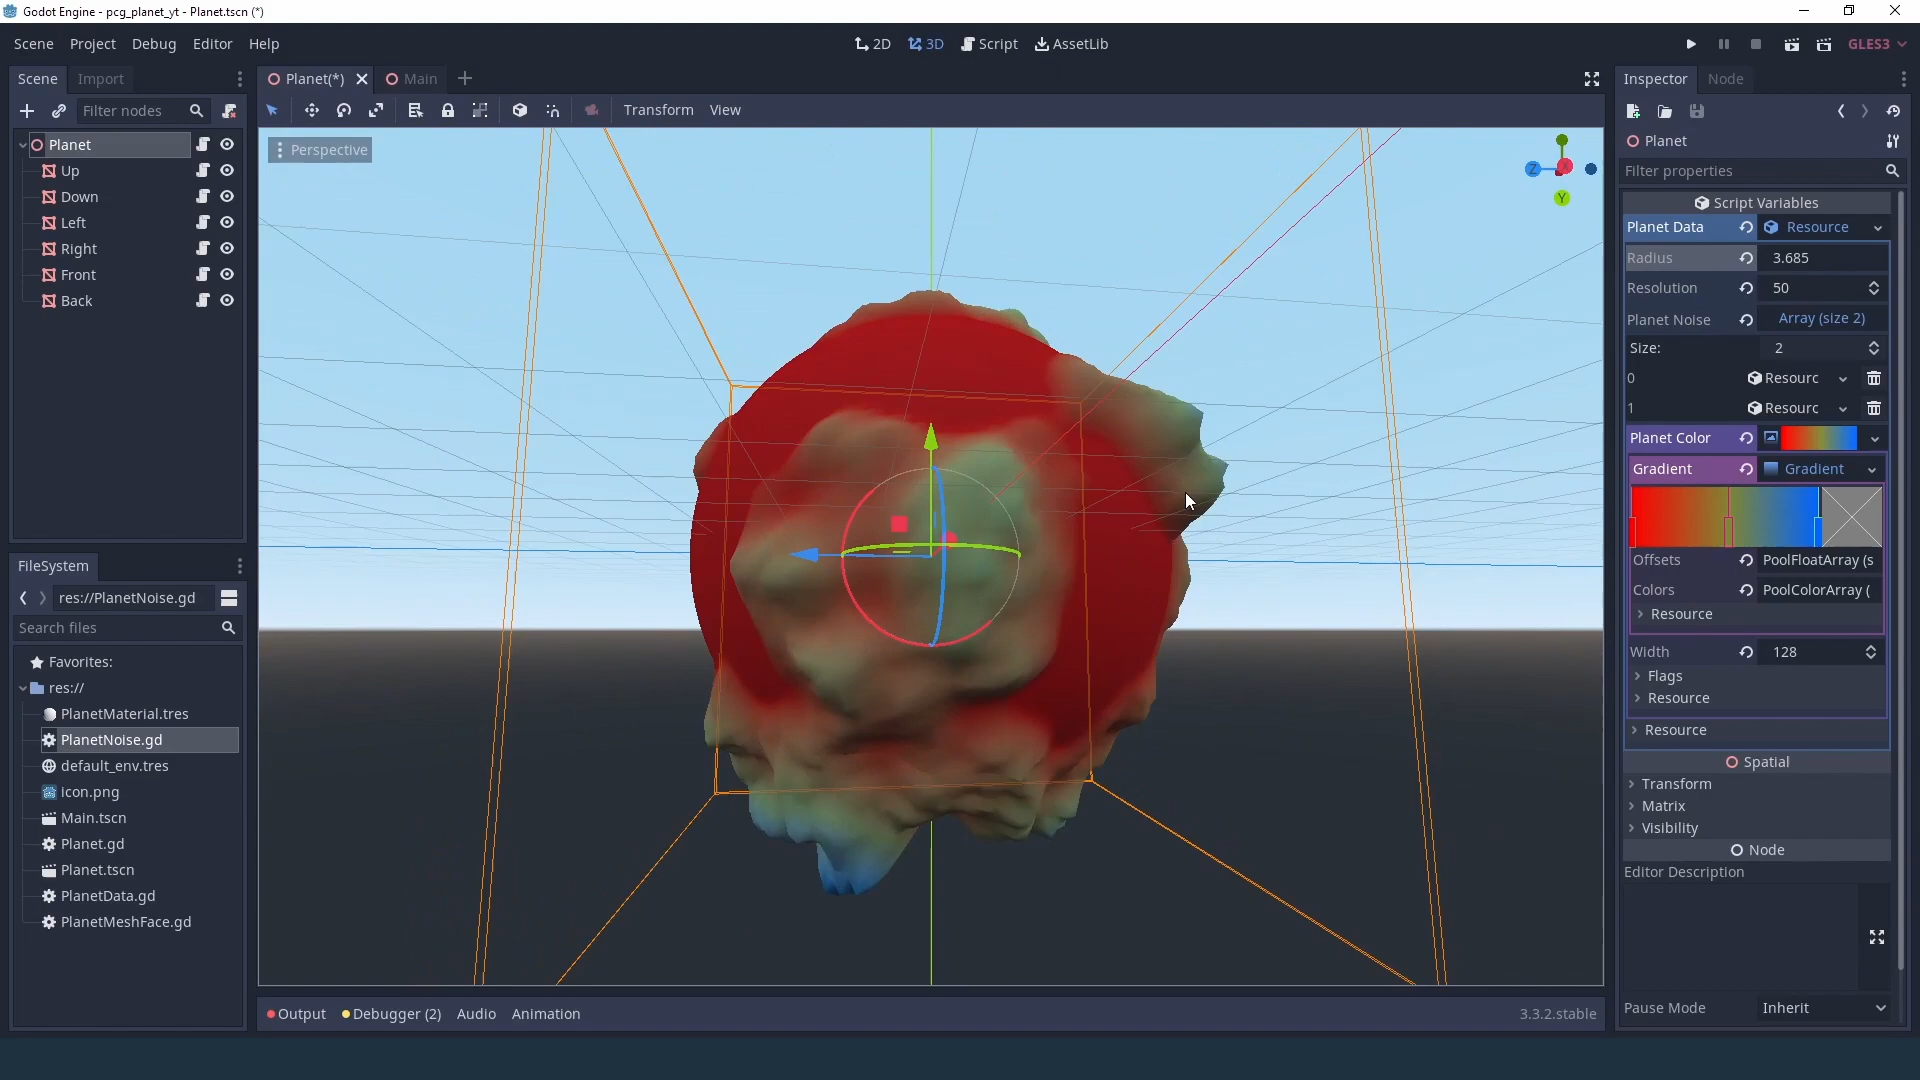 Godot Engine - pcg_planet_yt - Planet.tscn (*)
Scene Project Debug Editor Help
2D 3D Script AssetLib
GLES3
Scene Import
Filter nodes
Planet
Up
Down
Left
Right
Front
Back
FileSystem
res://PlanetNoise.gd
Search files
Favorites:
res://
PlanetMaterial.tres
PlanetNoise.gd
default_env.tres
icon.png
Main.tscn
Planet.gd
Planet.tscn
PlanetData.gd
PlanetMeshFace.gd
Planet(*) Main
Transform View
Perspective
Z X
Y
Output Debugger (2) Audio Animation 3.3.2.stable
Inspector Node
Planet
Filter properties
Script Variables
Planet Data Resource
Radius 3.685
Resolution 50
Planet Noise Array (size 2)
Size: 2
0 Resourc
1 Resourc
Planet Color
Gradient Gradient
Offsets PoolFloatArray (s
Colors PoolColorArray (
Resource
Width 128
Flags
Resource
Resource
Spatial
Transform
Matrix
Visibility
Node
Editor Description
Pause Mode Inherit